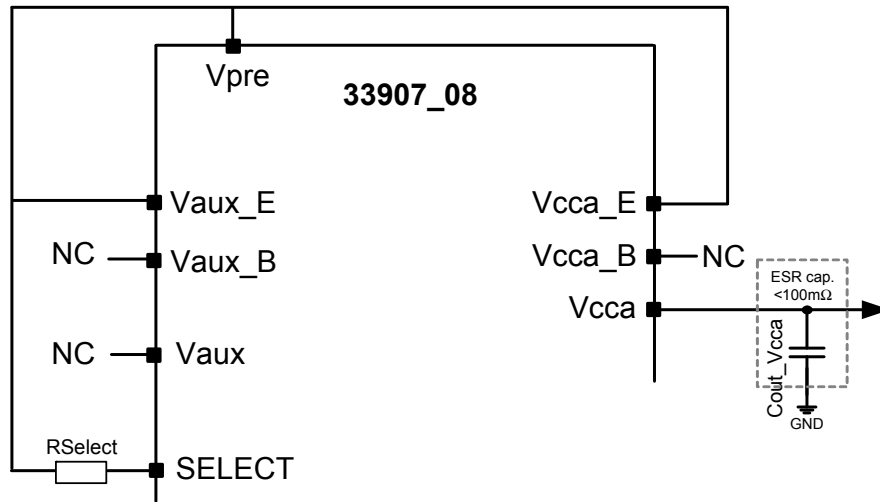 Vpre
33907_08
Vaux_E
Vcca_E
NC
Vaux_B
Vcca_B
NC
ESR cap.
<100mΩ
Vcca
NC
Vaux
Cout_Vcca
GND
RSelect
SELECT